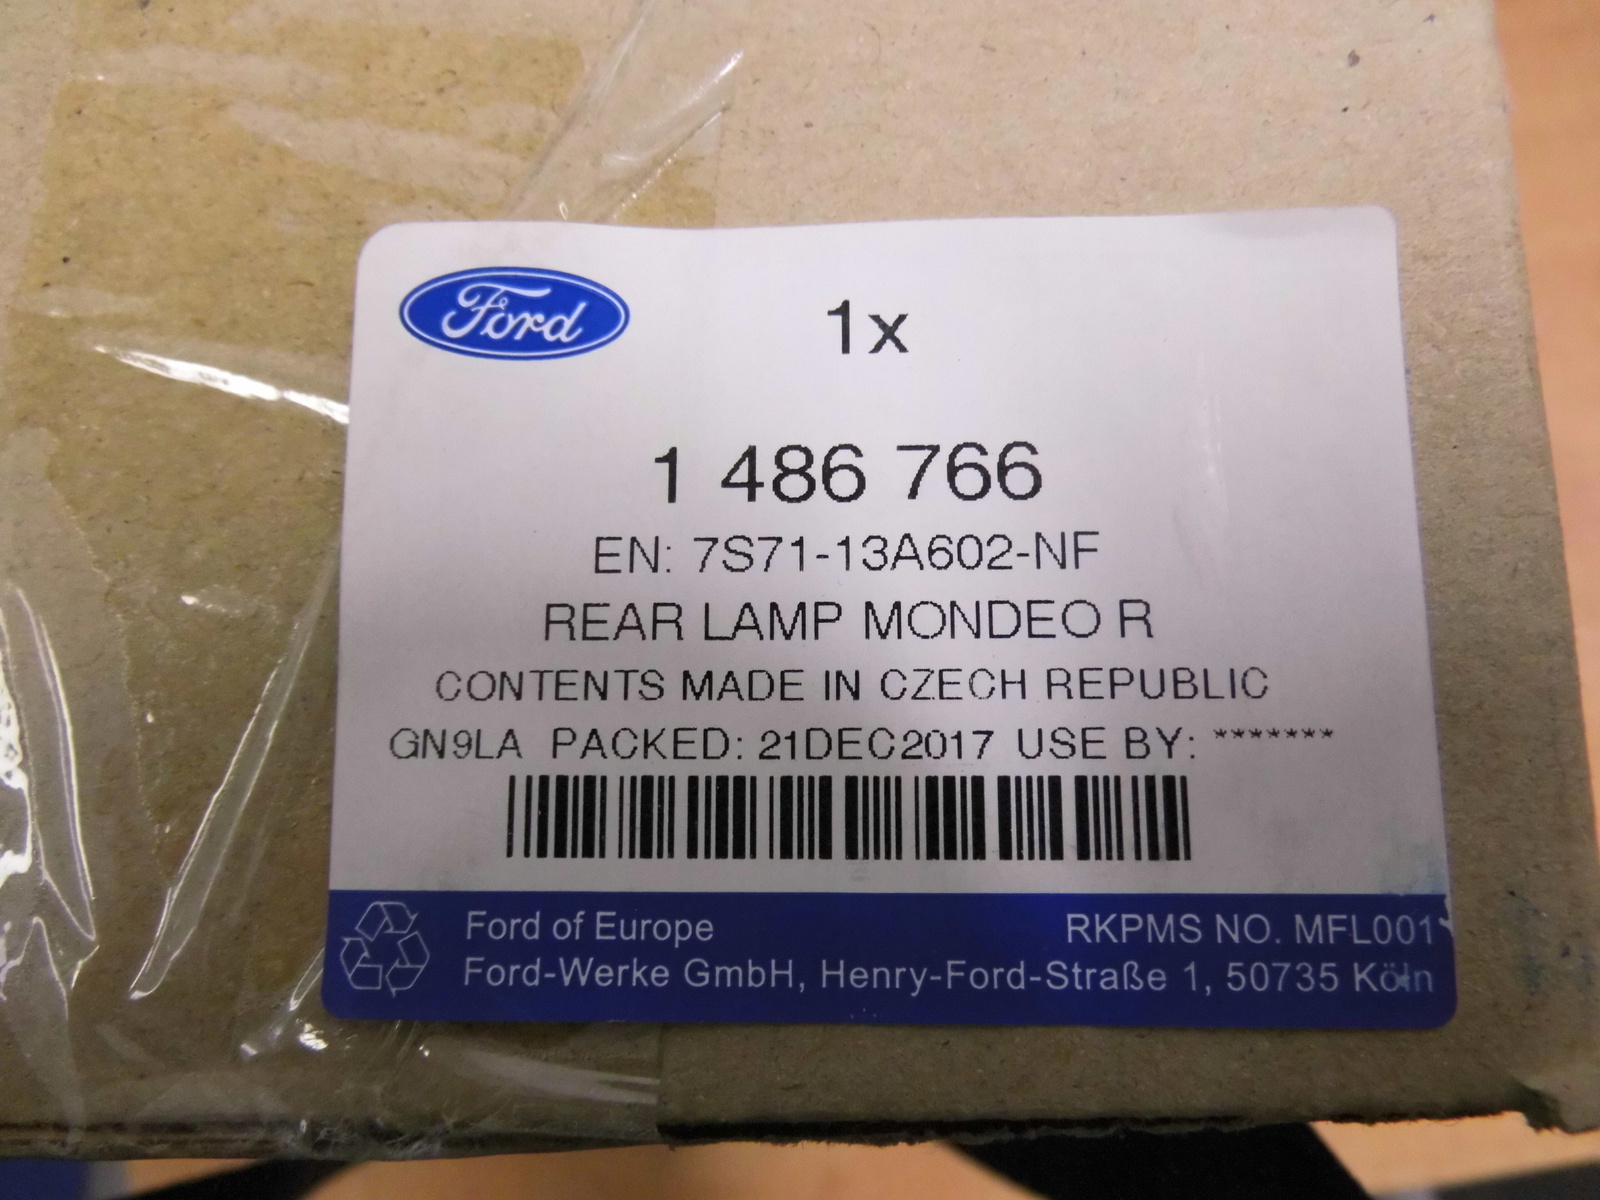 Ford
1x
1 486 766
EN: 7S71-13A602-NF
REAR LAMP MONDEO R
CONTENTS MADE IN CZECH REPUBLIC
GN9LA PACKED: 21DEC2017 USE BY: *******
Ford of Europe RKPMS NO. MFL001
Ford-Werke GmbH, Henry-Ford-Straße 1, 50735 Köln